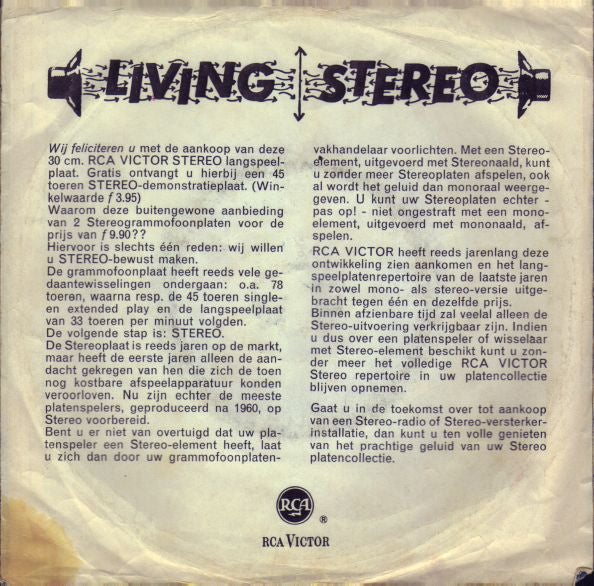 LIVING STEREO
Wij feliciteren u met de aankoop van deze
30 cm. RCA VICTOR STEREO langspeel-
plaat. Gratis ontvangt u hierbij een 45
toeren STEREO-demonstratieplaat. (Win-
kelwaarde ƒ 3.95)
Waarom deze buitengewone aanbieding
van 2 Stereogrammofoonplaten voor de
prijs van ƒ 9.90??
Hiervoor is slechts één reden: wij willen
u STEREO-bewust maken.
De grammofoonplaat heeft reeds vele ge-
daantewisselingen ondergaan: o.a. 78
toeren, waarna resp. de 45 toeren single-
en extended play en de langspeelplaat
van 33 toeren per minuut volgden.
De volgende stap is: STEREO.
De Stereoplaat is reeds jaren op de markt,
maar heeft de eerste jaren alleen de aan-
dacht gekregen van hen die zich de toen
nog kostbare afspeelapparatuur konden
veroorloven. Nu zijn echter de meeste
platenspelers, geproduceerd na 1960, op
Stereo voorbereid.
Bent u er niet van overtuigd dat uw pla-
tenspeler een Stereo-element heeft, laat
u zich dan door uw grammofoonplaten-
vakhandelaar voorlichten. Met een Stereo-
element, uitgevoerd met Stereonaald, kunt
u zonder meer Stereoplaten afspelen, ook
al wordt het geluid dan monoraal weerge-
geven. U kunt uw Stereoplaten echter -
pas op! - niet ongestraft met een mono-
element, uitgevoerd met mononaald, af-
spelen.
RCA VICTOR heeft reeds jarenlang deze
ontwikkeling zien aankomen en het lang-
speelplatenrepertoire van de laatste jaren
in zowel mono- als stereo-versie uitge-
bracht tegen één en dezelfde prijs.
Binnen afzienbare tijd zal veelal alleen de
Stereo-uitvoering verkrijgbaar zijn. Indien
u dus over een platenspeler of wisselaar
met Stereo-element beschikt kunt u zon-
der meer het volledige RCA VICTOR
Stereo repertoire in uw platencollectie
blijven opnemen.
Gaat u in de toekomst over tot aankoop
van een Stereo-radio of Stereo-versterker-
installatie, dan kunt u ten volle genieten
van het prachtige geluid van uw Stereo
platencollectie.
RCA
®
RCA VICTOR